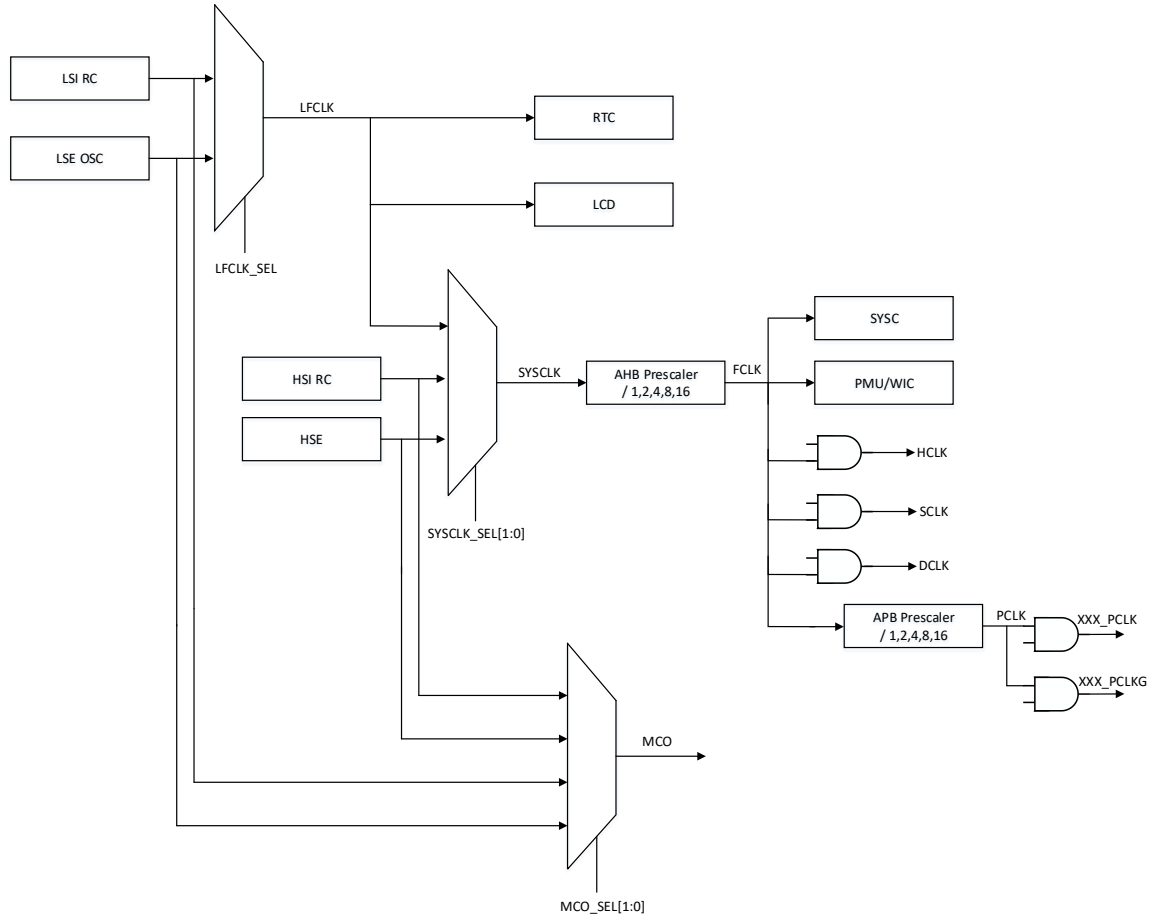 LSI RC
LFCLK
RTC
LSE OSC
LCD
LFCLK_SEL
SYSC
HSI RC
SYSCLK
AHB Prescaler
/ 1,2,4,8,16
FCLK
PMU/WIC
HSE
HCLK
SCLK
SYSCLK_SEL[1:0]
DCLK
APB Prescaler
/ 1,2,4,8,16
PCLK
XXX_PCLK
XXX_PCLKG
MCO
MCO_SEL[1:0]